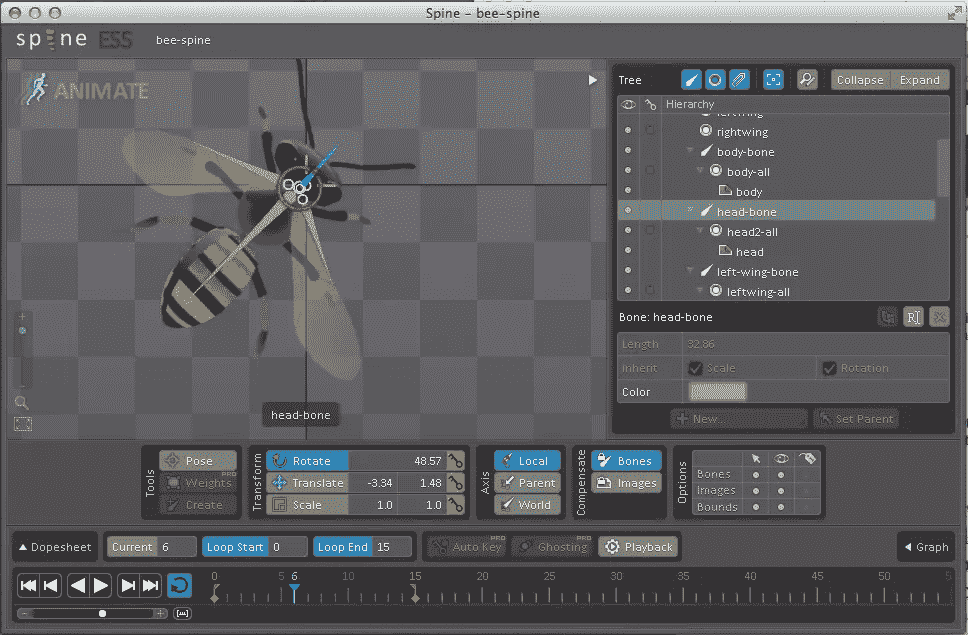 Spine - bee-spine
spine ESS bee-spine
ANIMATE
Tree Collapse Expand
Hierarchy
leftwing
rightwing
body-bone
body-all
body
head-bone
head2-all
head
left-wing-bone
leftwing-all
Bone: head-bone
Length 32.86
Inherit Scale Rotation
Color
+ New... Set Parent
head-bone
Tools
Pose
Weights PRO
Create
Transform
Rotate 48.57
Translate -3.34 1.48
Scale 1.0 1.0
Axis
Local
Parent
World
Compensate
Bones
Images
Options
Bones
Images
Bounds
Dopesheet Current 6 Loop Start 0 Loop End 15 Auto Key PRO Ghosting PRO Playback Graph
0 5 6 10 15 20 25 30 35 40 45 50 5